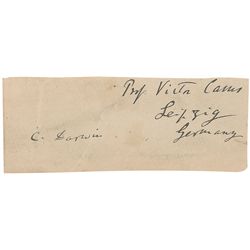 Prof Victor Carus
Leipzig
Germany
C. Darwin